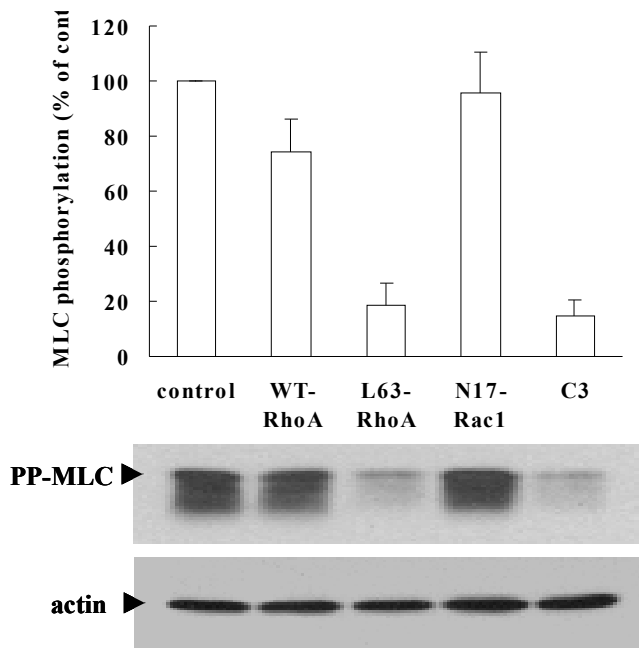 MLC phosphorylation (% of cont
120
100
80
60
40
20
0
control
WT-
RhoA
L63-
RhoA
N17-
Rac1
C3
PP-MLC
actin